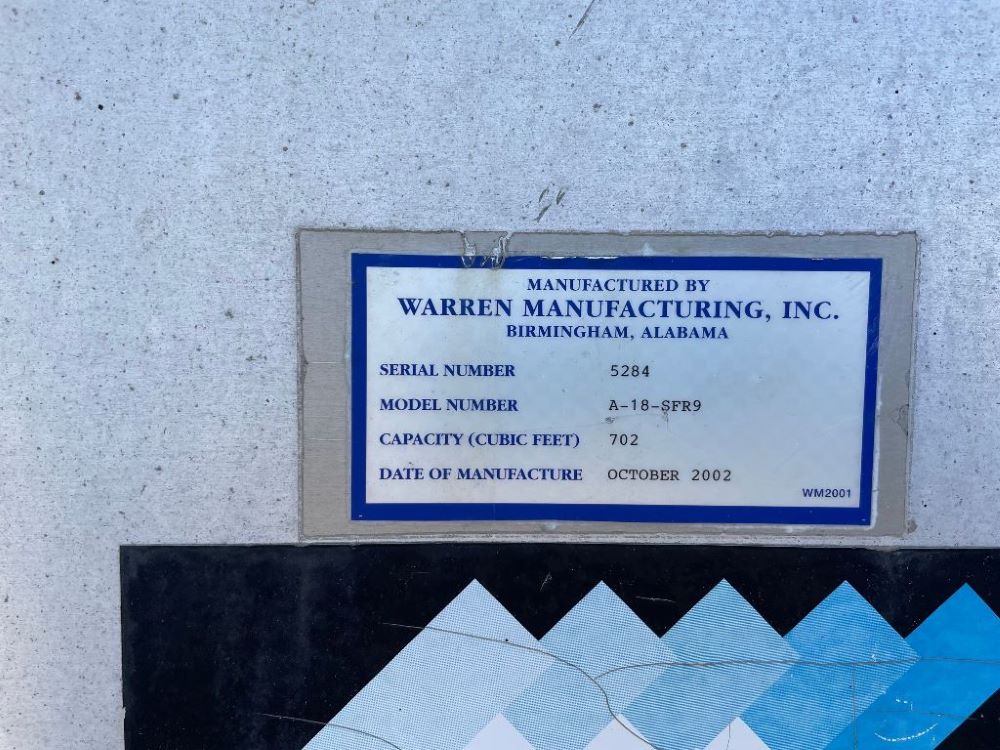 MANUFACTURED BY
WARREN MANUFACTURING, INC.
BIRMINGHAM, ALABAMA
SERIAL NUMBER 5284
MODEL NUMBER A-18-SFR9
CAPACITY (CUBIC FEET) 702
DATE OF MANUFACTURE OCTOBER 2002
WM2001